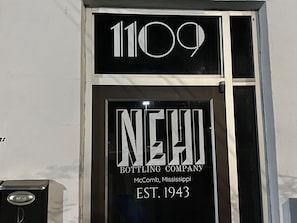 1109
NEHI
BOTTLING COMPANY
McComb, Mississippi
EST. 1943